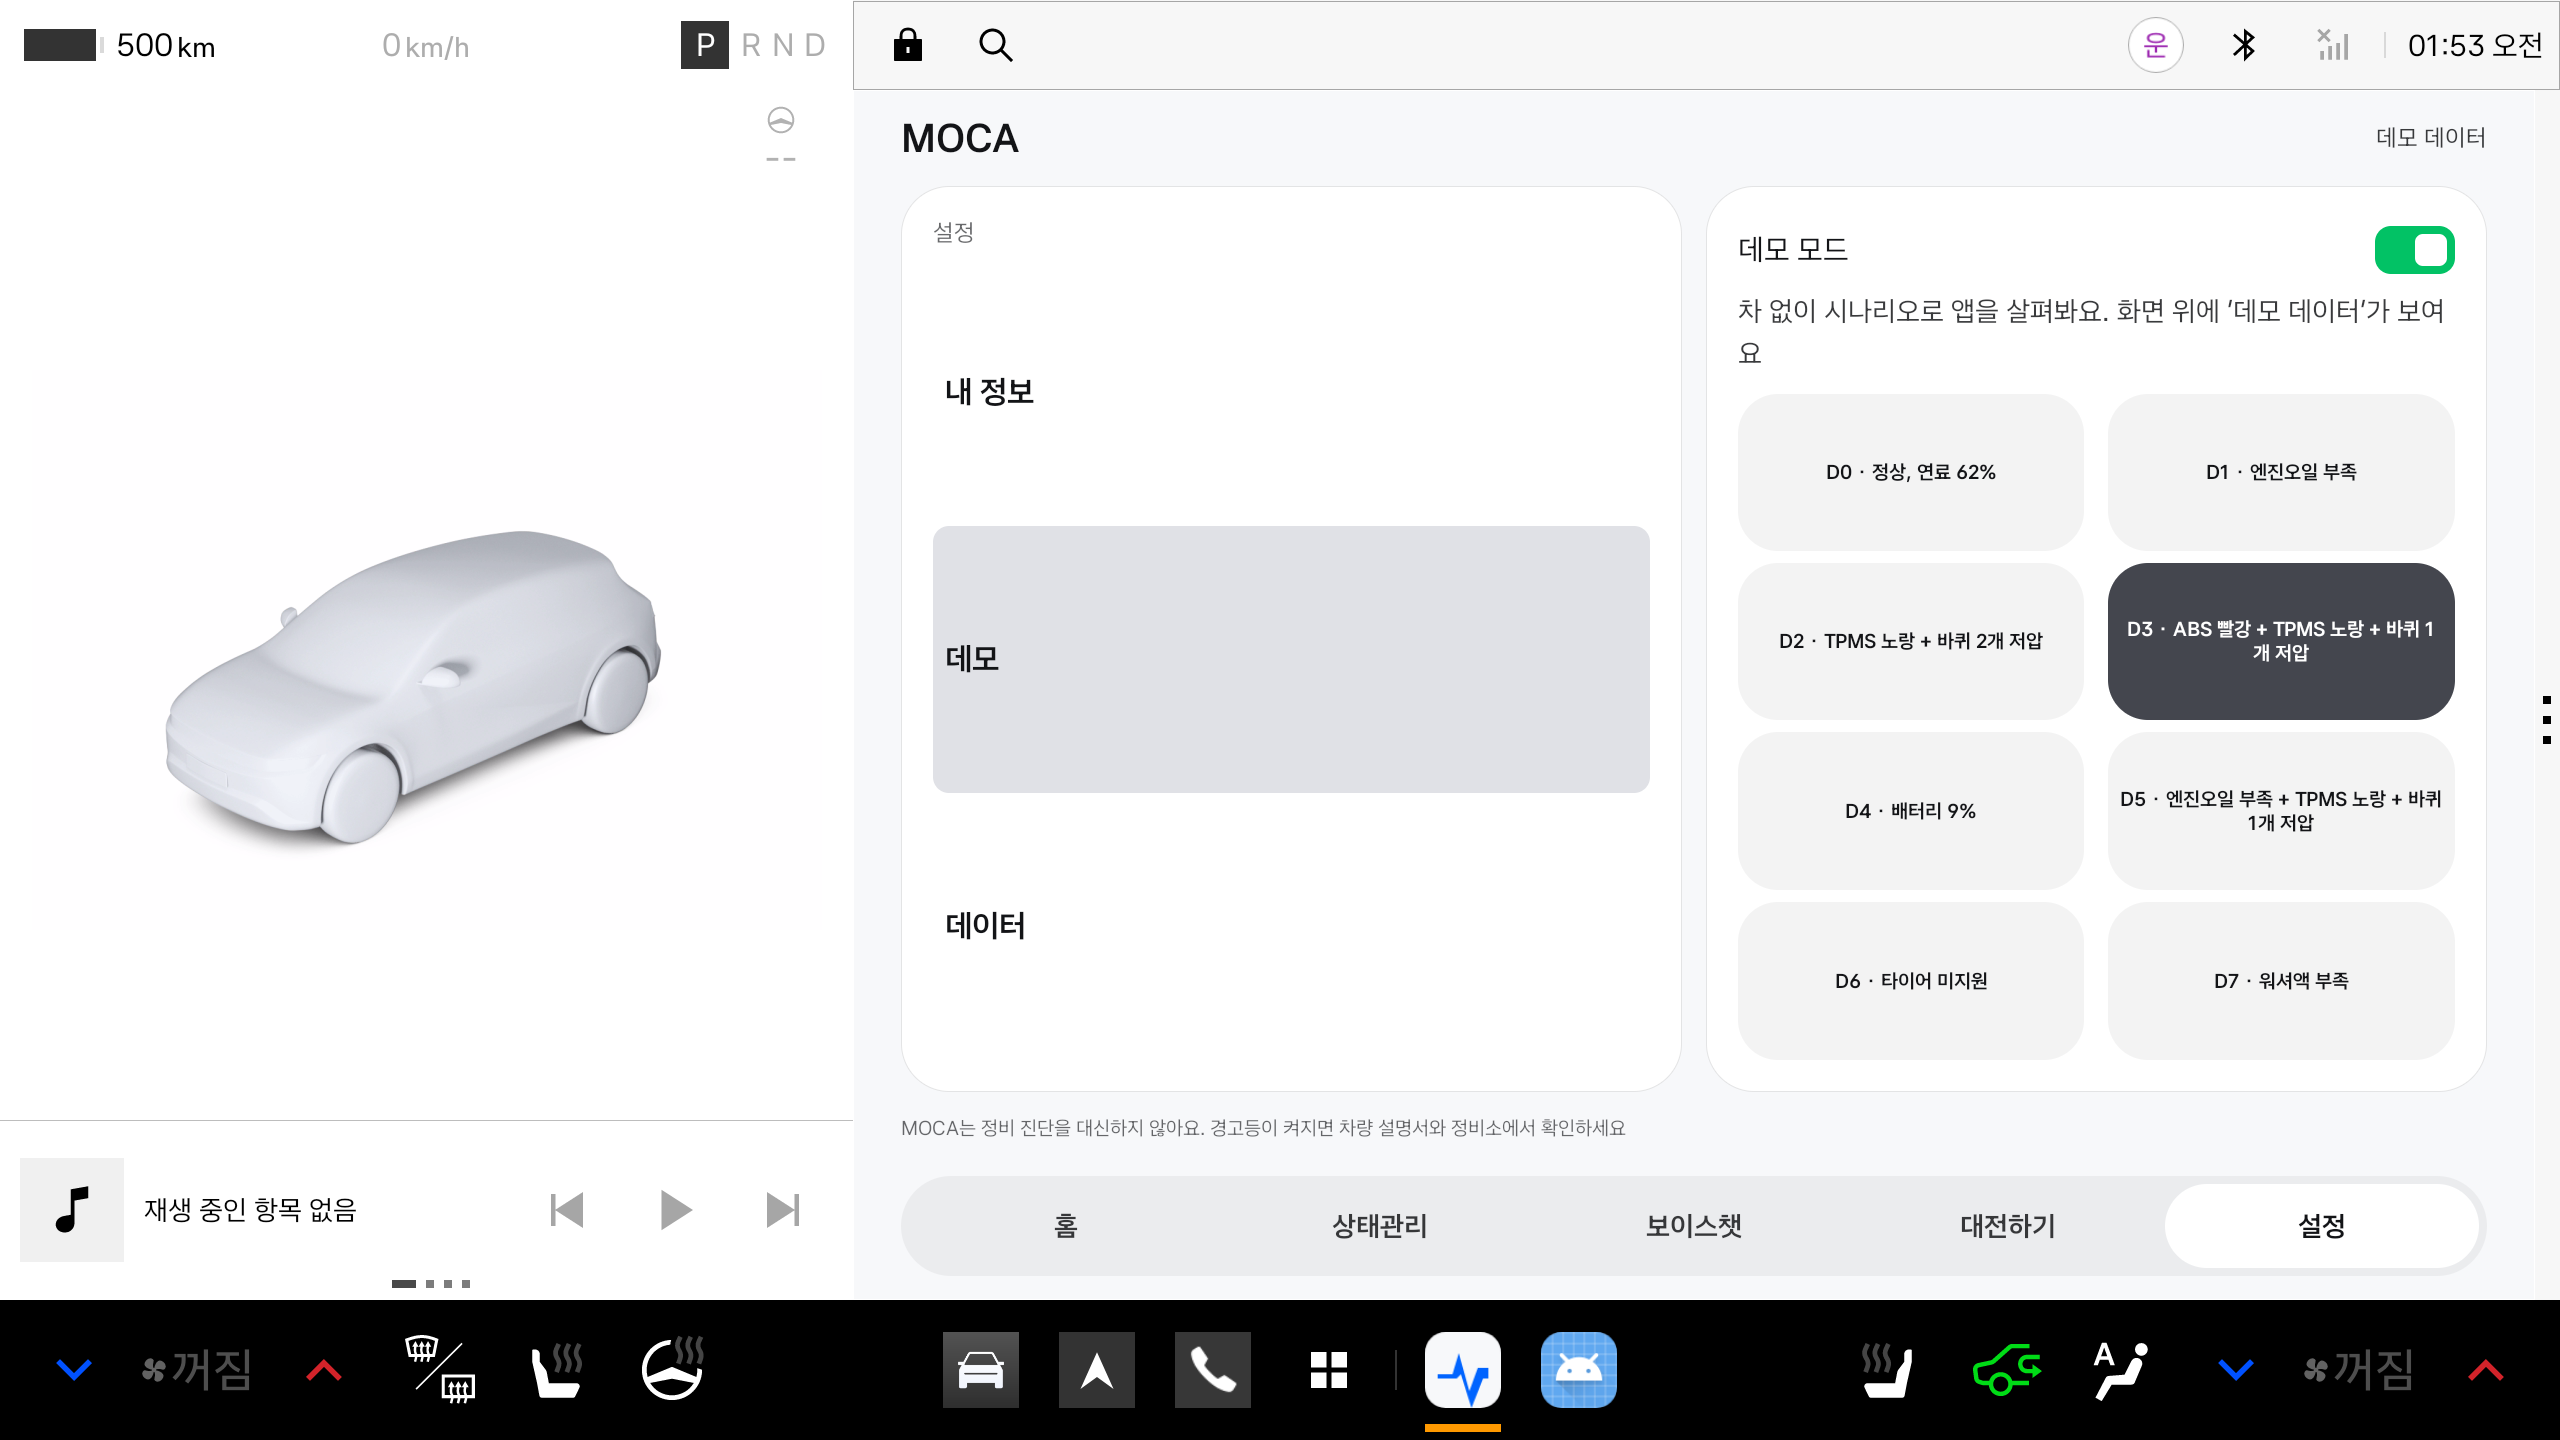 500 km
0 km/h
P R N D
운
01:53 오전
--
MOCA
데모 데이터
설정
내 정보
데모
데이터
데모 모드
차 없이 시나리오로 앱을 살펴봐요. 화면 위에 '데모 데이터'가 보여
요
D0 · 정상, 연료 62%
D1 · 엔진오일 부족
D2 · TPMS 노랑 + 바퀴 2개 저압
D3 · ABS 빨강 + TPMS 노랑 + 바퀴 1
개 저압
D4 · 배터리 9%
D5 · 엔진오일 부족 + TPMS 노랑 + 바퀴
1개 저압
D6 · 타이어 미지원
D7 · 워셔액 부족
MOCA는 정비 진단을 대신하지 않아요. 경고등이 켜지면 차량 설명서와 정비소에서 확인하세요
재생 중인 항목 없음
홈
상태관리
보이스챗
대전하기
설정
꺼짐
A
꺼짐